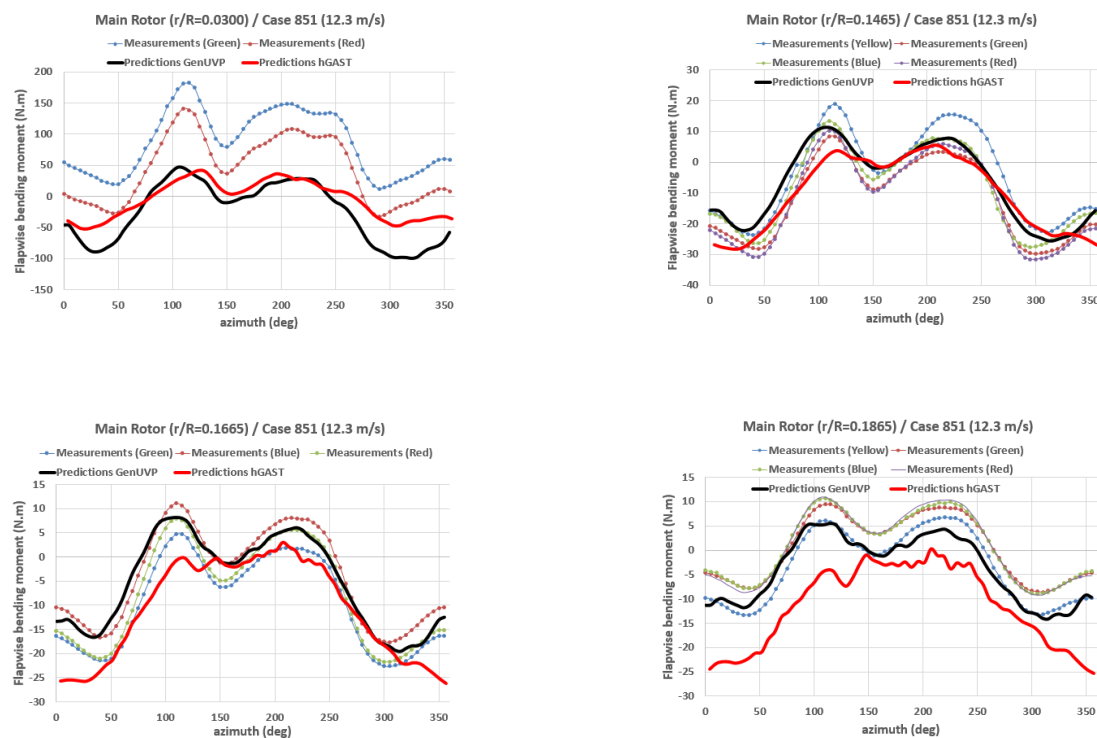 Main Rotor (r/R=0.0300) / Case 851 (12.3 m/s)
Measurements (Green) Measurements (Red)
Predictions GenUVP Predictions hGAST
Flapwise bending moment (N.m)
200
150
100
50
0
-50
-100
-150
0 50 100 150 200 250 300 350
azimuth (deg)
Main Rotor (r/R=0.1465) / Case 851 (12.3 m/s)
Measurements (Yellow) Measurements (Green)
Measurements (Blue) Measurements (Red)
Predictions GenUVP Predictions hGAST
Flapwise bending moment (N.m)
30
20
10
0
-10
-20
-30
-40
0 50 100 150 200 250 300 350
azimuth (deg)
Main Rotor (r/R=0.1665) / Case 851 (12.3 m/s)
Measurements (Green) Measurements (Blue) Measurements (Red)
Predictions GenUVP Predictions hGAST
Flapwise bending moment (N.m)
15
10
5
0
-5
-10
-15
-20
-25
-30
0 50 100 150 200 250 300 350
azimuth (deg)
Main Rotor (r/R=0.1865) / Case 851 (12.3 m/s)
Measurements (Yellow) Measurements (Green)
Measurements (Blue) Measurements (Red)
Predictions GenUVP Predictions hGAST
Flapwise bending moment (N.m)
15
10
5
0
-5
-10
-15
-20
-25
-30
0 50 100 150 200 250 300 350
azimuth (deg)